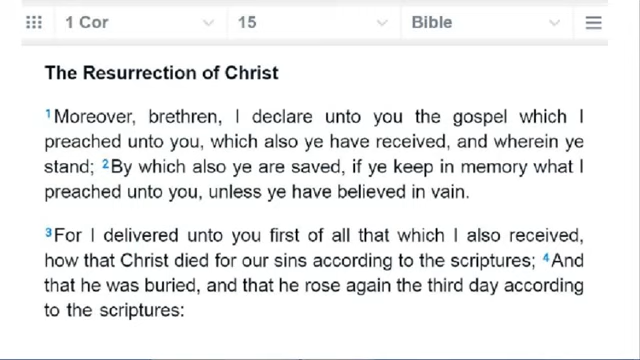 1 Cor 15 Bible
The Resurrection of Christ
1Moreover, brethren, I declare unto you the gospel which I
preached unto you, which also ye have received, and wherein ye
stand; 2By which also ye are saved, if ye keep in memory what I
preached unto you, unless ye have believed in vain.
3For I delivered unto you first of all that which I also received,
how that Christ died for our sins according to the scriptures; 4And
that he was buried, and that he rose again the third day according
to the scriptures: